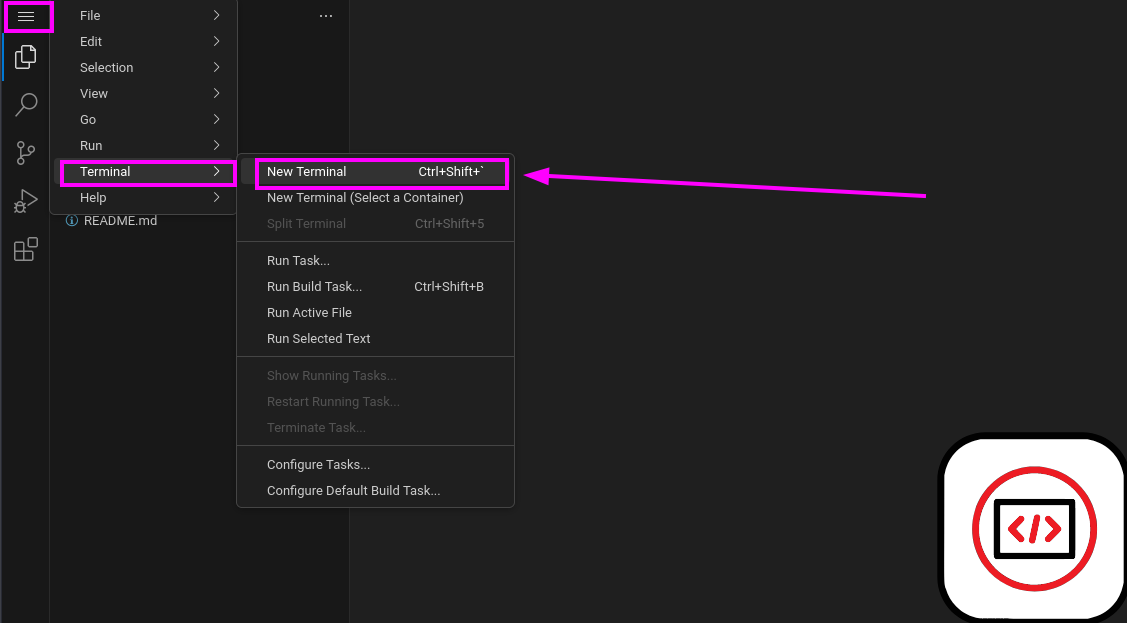 File
Edit
Selection
View
Go
Run
Terminal
Help
README.md
New Terminal Ctrl+Shift+`
New Terminal (Select a Container)
Split Terminal Ctrl+Shift+5
Run Task...
Run Build Task... Ctrl+Shift+B
Run Active File
Run Selected Text
Show Running Tasks...
Restart Running Task...
Terminate Task...
Configure Tasks...
Configure Default Build Task...
</>